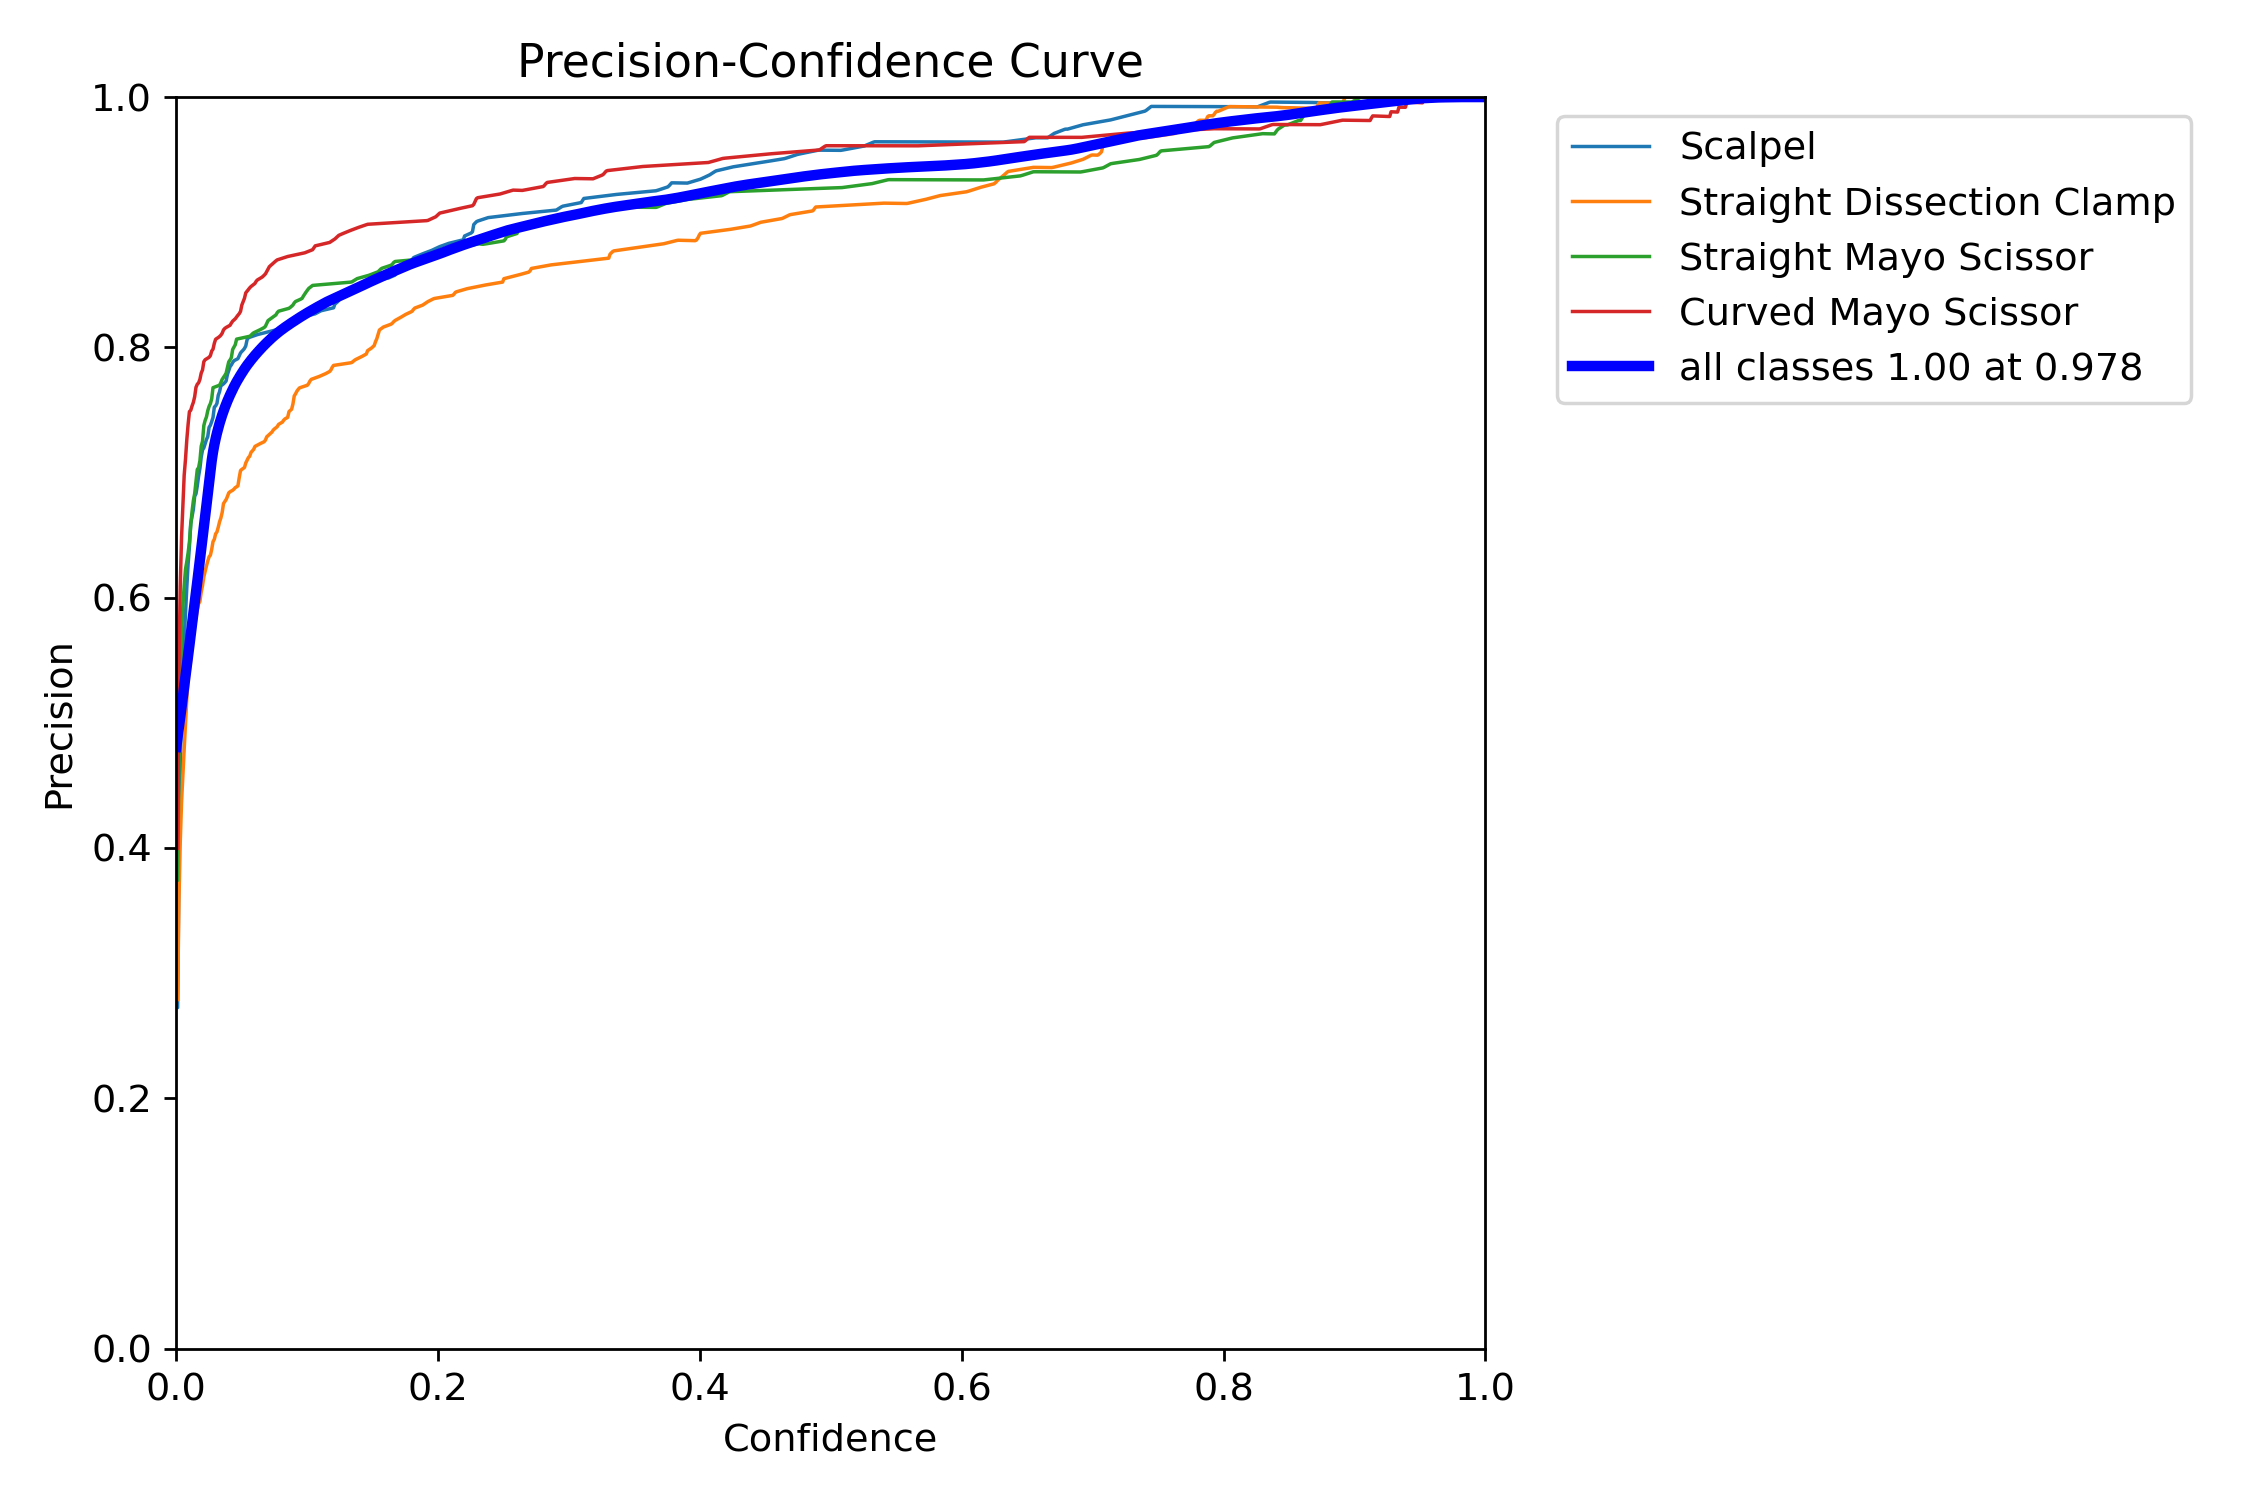 Precision-Confidence Curve
1.0
0.8
0.6
0.4
0.2
0.0
Precision
0.0 0.2 0.4 0.6 0.8 1.0
Confidence
Scalpel
Straight Dissection Clamp
Straight Mayo Scissor
Curved Mayo Scissor
all classes 1.00 at 0.978